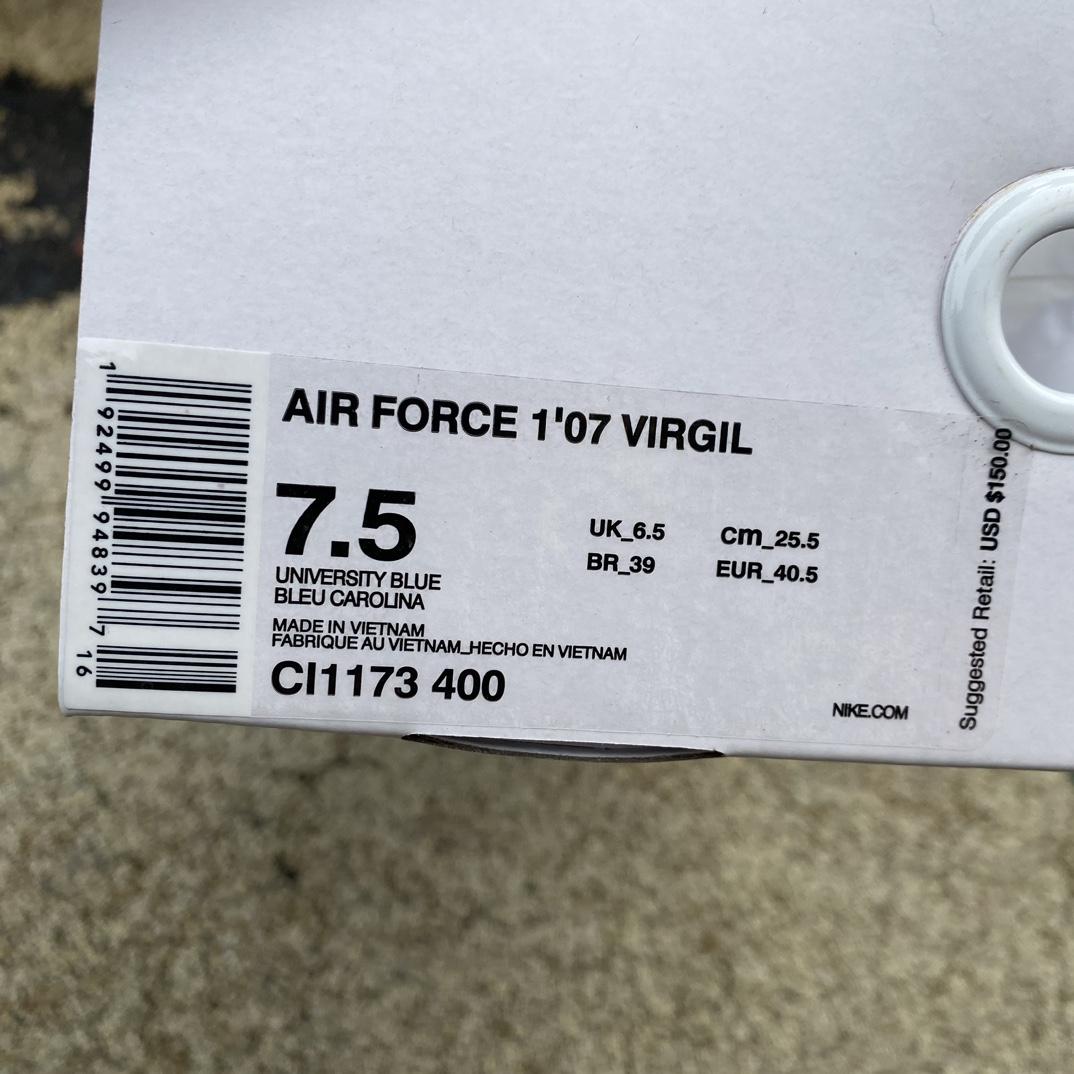 AIR FORCE 1'07 VIRGIL
7.5
UK_6.5 Cm_25.5
BR_39 EUR_40.5
UNIVERSITY BLUE
BLEU CAROLINA
MADE IN VIETNAM
FABRIQUE AU VIETNAM_HECHO EN VIETNAM
CI1173 400
NIKE.COM
Suggested Retail: USD $150.00
1 92499 94839 7 16